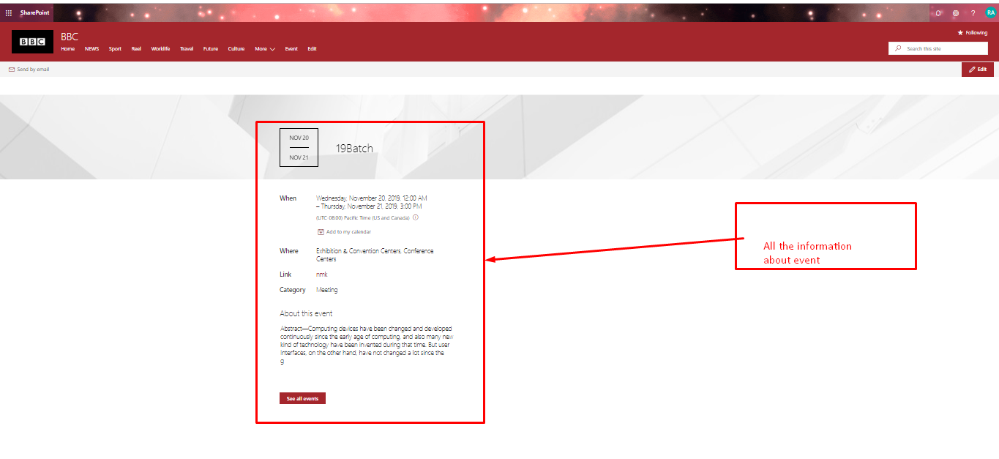 SharePoint
?
RA
BBC
BBC
Following
Home NEWS Sport Reel Worklife Travel Future Culture More Event Edit
Search this site
Send by email
Edit
NOV 20
NOV 21
19Batch
When
Wednesday, November 20, 2019, 12:00 AM
– Thursday, November 21, 2019, 3:00 PM
(UTC-08:00) Pacific Time (US and Canada)
Add to my calendar
Where
Exhibition & Convention Centers, Conference
Centers
Link nmk
Category Meeting
About this event
Abstract—Computing devices have been changed and developed
continuously since the early age of computing, and also many new
kind of technology have been invented during that time. But user
Interfaces, on the other hand, have not changed a lot since the
g
See all events
All the information
about event